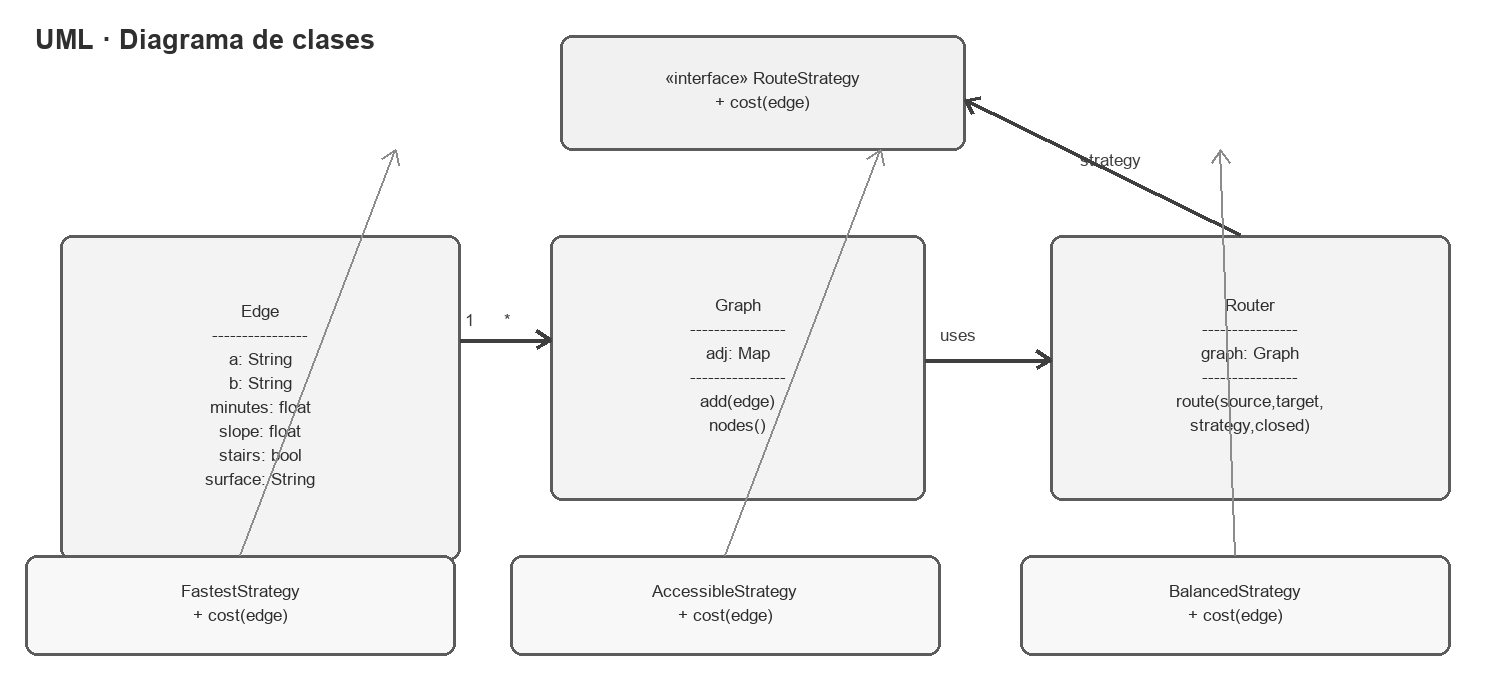 UML · Diagrama de clases
«interface» RouteStrategy
+ cost(edge)
strategy
Edge
----------------
a: String
b: String
minutes: float
slope: float
stairs: bool
surface: String
1 *
Graph
----------------
adj: Map
----------------
add(edge)
nodes()
uses
Router
----------------
graph: Graph
----------------
route(source,target,
strategy,closed)
FastestStrategy
+ cost(edge)
AccessibleStrategy
+ cost(edge)
BalancedStrategy
+ cost(edge)